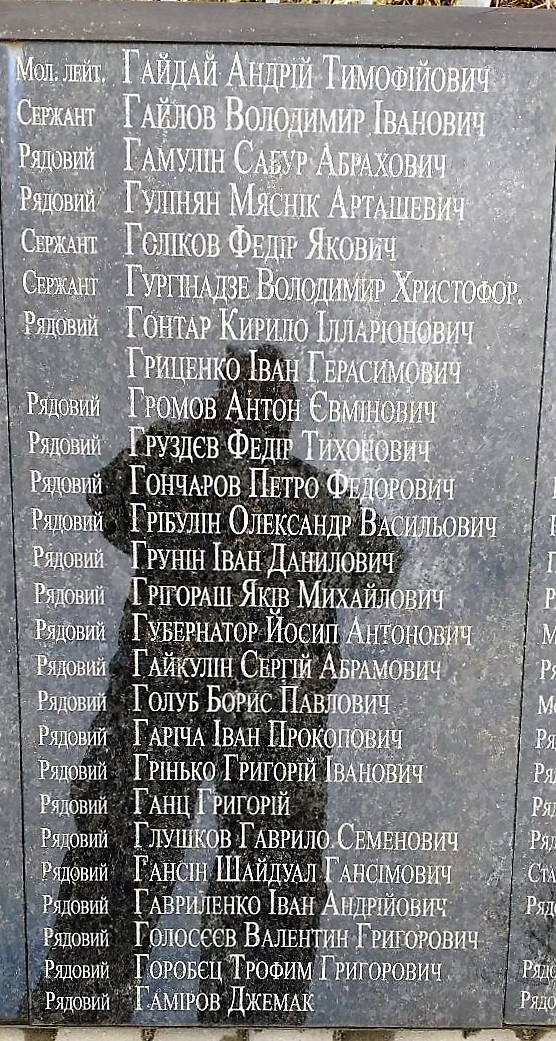 Мол. лейт. Гайдай Андрій Тимофійович
Сержант Гайлов Володимир Іванович
Рядовий Гамулін Сабур Абрахович
Рядовий Гулінян Мяснік Арташевич
Сержант Голіков Федір Якович
Сержант Гургінадзе Володимир Христофор.
Рядовий Гонтар Кирило Ілларіонович
Гриценко Іван Герасимович
Рядовий Громов Антон Євмінович
Рядовий Груздєв Федір Тихонович
Рядовий Гончаров Петро Федорович
Рядовий Грібулін Олександр Васильович
Рядовий Грунін Іван Данилович
Рядовий Грігораш Яків Михайлович
Рядовий Губернатор Йосип Антонович
Рядовий Гайкулін Сергій Абрамович
Рядовий Голуб Борис Павлович
Рядовий Гаріча Іван Прокопович
Рядовий Грінько Григорій Іванович
Рядовий Ганц Григорій
Рядовий Глушков Гаврило Семенович
Рядовий Гансін Шайдуал Гансімович
Рядовий Гавриленко Іван Андрійович
Рядовий Голосєєв Валентин Григорович
Рядовий Горобєц Трофим Григорович
Рядовий Гаміров Джемак